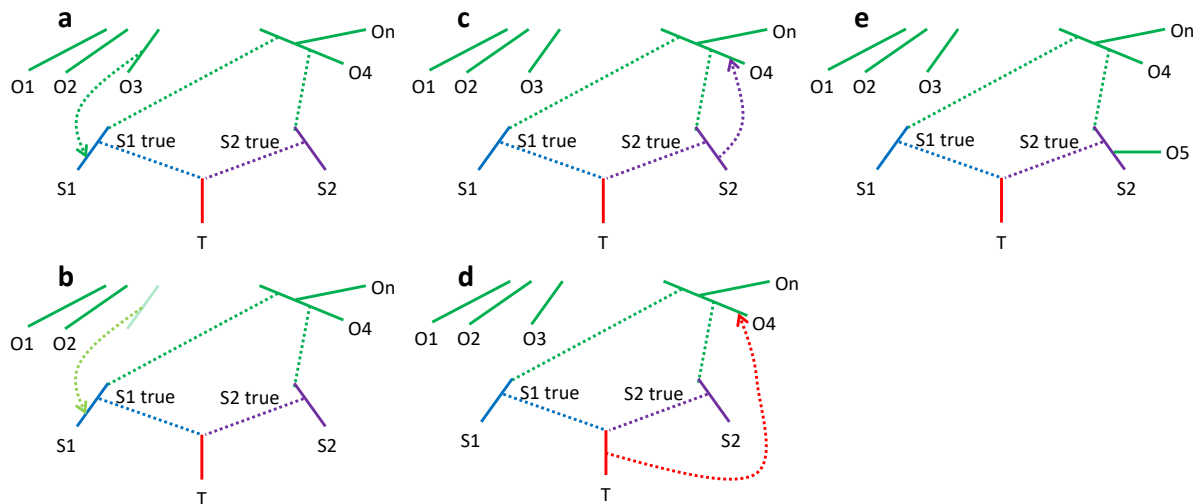 a
On
O4
O1 O2 O3
S1 true S2 true
S1 S2
T
c
On
O4
O1 O2 O3
S1 true S2 true
S1 S2
T
e
On
O4
O1 O2 O3
S1 true S2 true
O5
S1 S2
T
b
On
O4
O1 O2
S1 true S2 true
S1 S2
T
d
On
O4
O1 O2 O3
S1 true S2 true
S1 S2
T